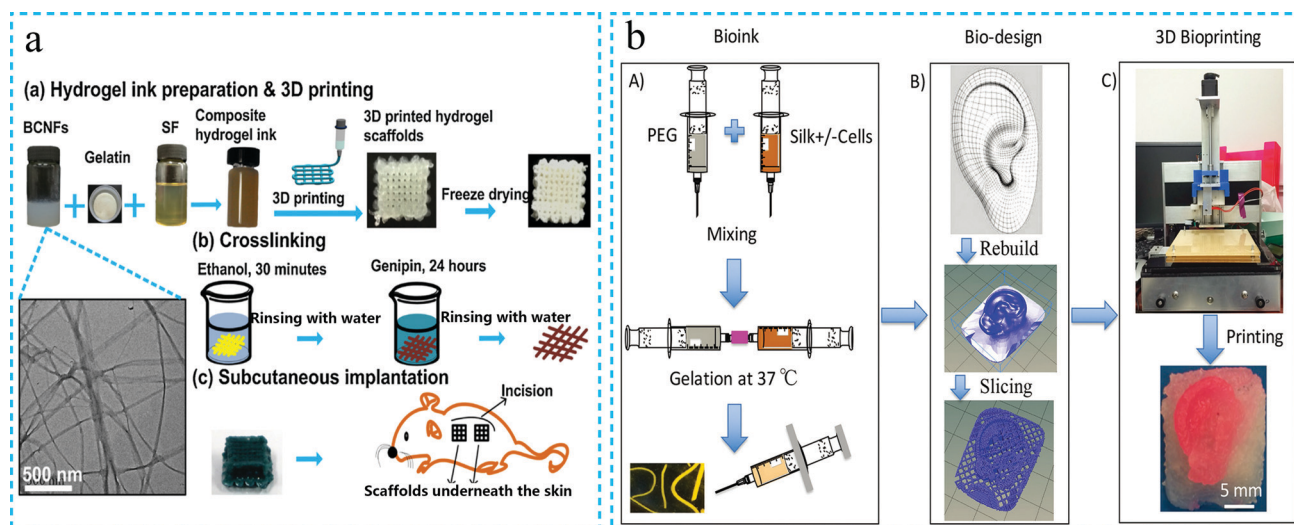 a
(a) Hydrogel ink preparation & 3D printing
BCNFs
Gelatin
SF
Composite
hydrogel ink
3D printing
3D printed hydrogel
scaffolds
Freeze drying
(b) Crosslinking
Ethanol, 30 minutes
Rinsing with water
Genipin, 24 hours
Rinsing with water
500 nm
(c) Subcutaneous implantation
Incision
Scaffolds underneath the skin
b
Bioink
A)
PEG
Silk+/-Cells
Mixing
Gelation at 37 ℃
Bio-design
B)
Rebuild
Slicing
3D Bioprinting
C)
Printing
5 mm